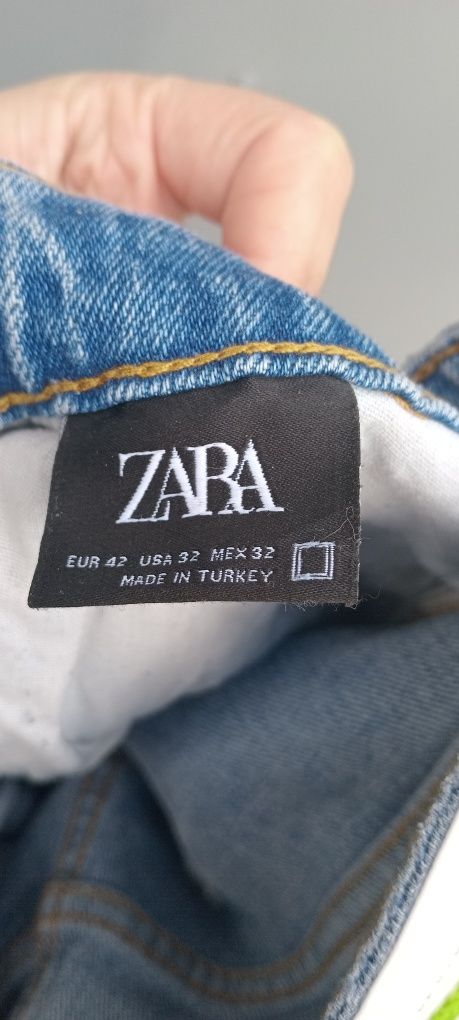 ZARA
EUR 42 USA 32 MEX 32
MADE IN TURKEY